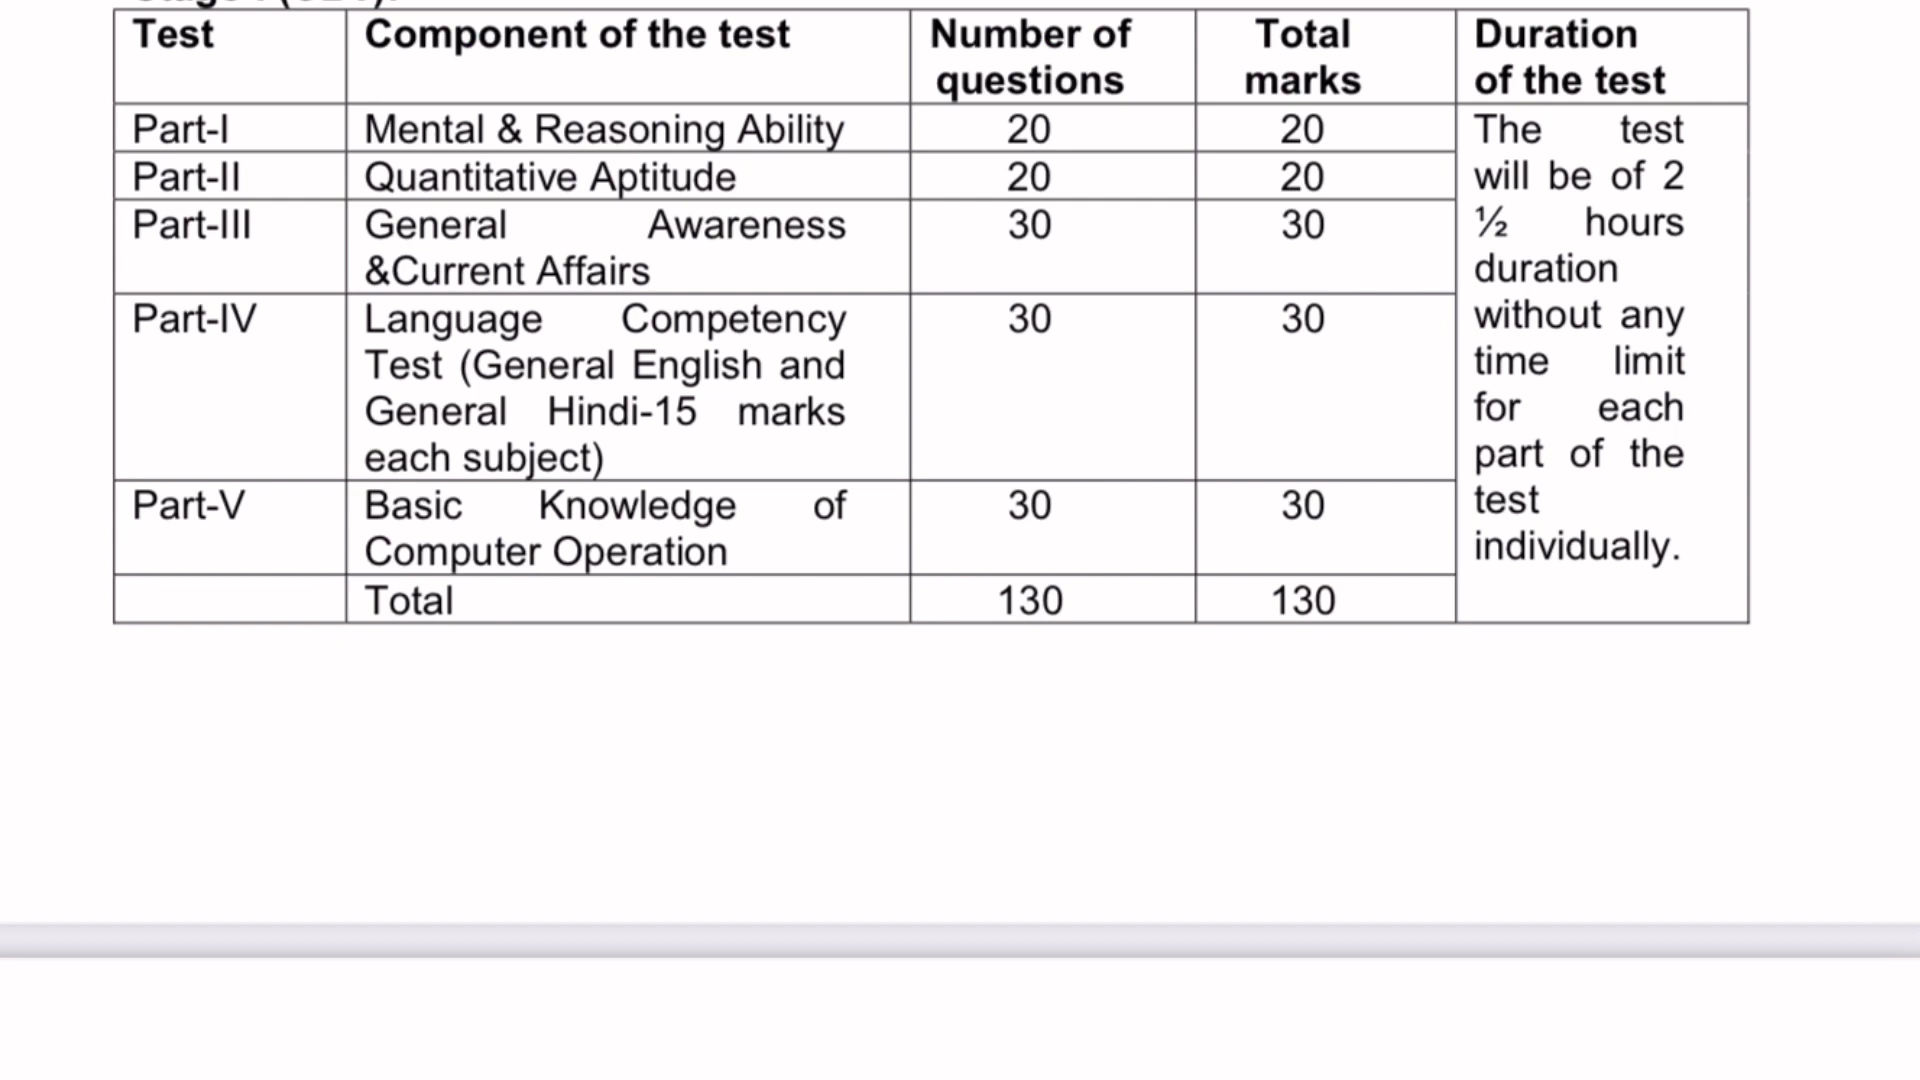 Test Component of the test Number of questions Total marks Duration of the test
Part-I Mental & Reasoning Ability 20 20
Part-II Quantitative Aptitude 20 20
Part-III General Awareness
&Current Affairs 30 30
Part-IV Language Competency
Test (General English and
General Hindi-15 marks
each subject) 30 30
Part-V Basic Knowledge of
Computer Operation 30 30
Total 130 130
The test
will be of 2
½ hours
duration
without any
time limit
for each
part of the
test
individually.